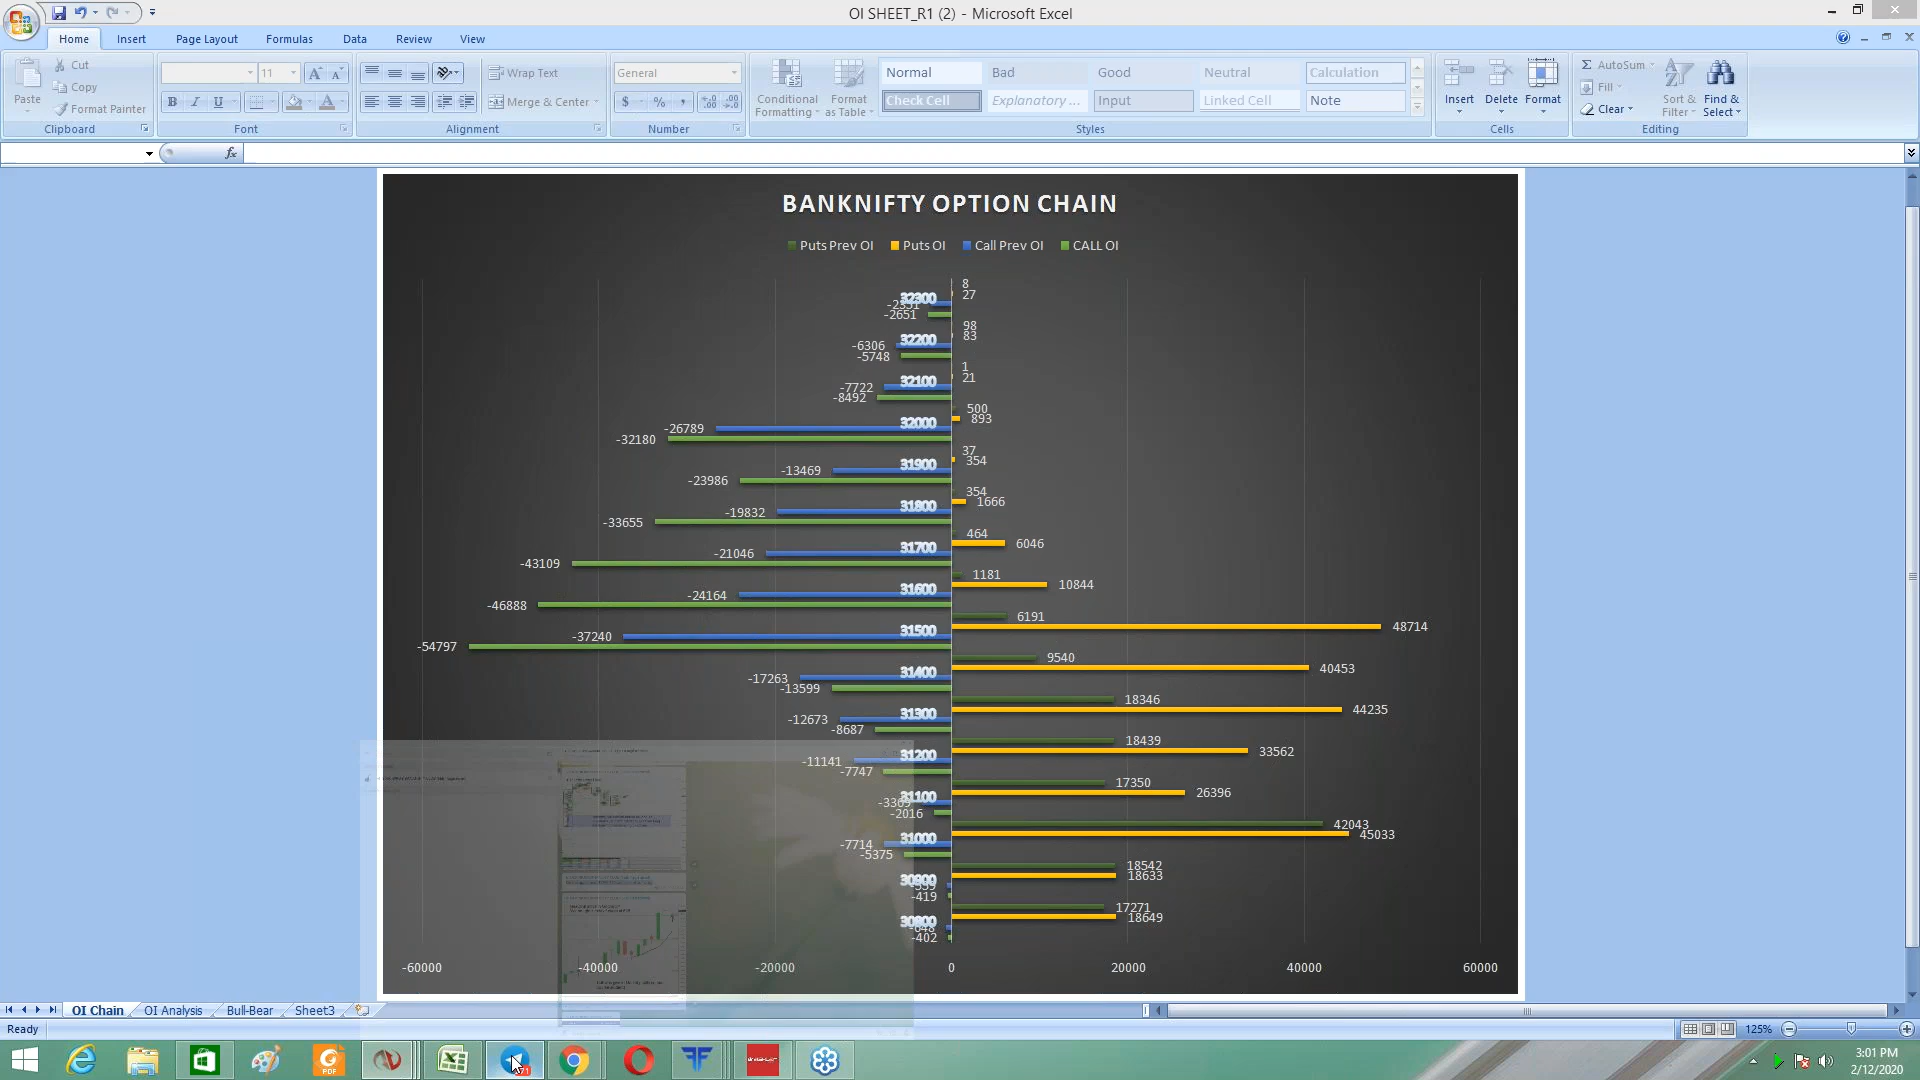 OI SHEET_R1 (2) - Microsoft Excel
Home Insert Page Layout Formulas Data Review View
Cut
Copy
Format Painter
Paste
Clipboard
11
B I U
Font
Wrap Text
Merge & Center
Alignment
General
$ % ,
Number
Conditional Formatting
Format as Table
Normal Bad Good Neutral Calculation
Check Cell Explanatory ... Input Linked Cell Note
Styles
Insert Delete Format
Cells
Σ AutoSum
Fill
Clear
Sort & Filter
Find & Select
Editing
fx
BANKNIFTY OPTION CHAIN
Puts Prev OI Puts OI Call Prev OI CALL OI
8
32300 27
-2651
98
32200 83
-6306
-5748
1
32100 21
-7722
-8492
500
32000 893
-26789
-32180
37
31900 354
-13469
-23986
354
31800 1666
-19832
-33655
464
31700 6046
-21046
-43109
1181
31600 10844
-24164
-46888
6191
31500 48714
-37240
-54797
9540
31400 40453
-17263
-13599
18346
31300 44235
-12673
-8687
18439
31200 33562
-11141
-7747
17350
31100 26396
-3369
-2016
42043
31000 45033
-7714
-5375
18542
30900 18633
-419
17271
30800 18649
-402
-60000 -40000 -20000 0 20000 40000 60000
OI Chain OI Analysis Bull-Bear Sheet3
Ready 125%
PDF
3:01 PM
2/12/2020